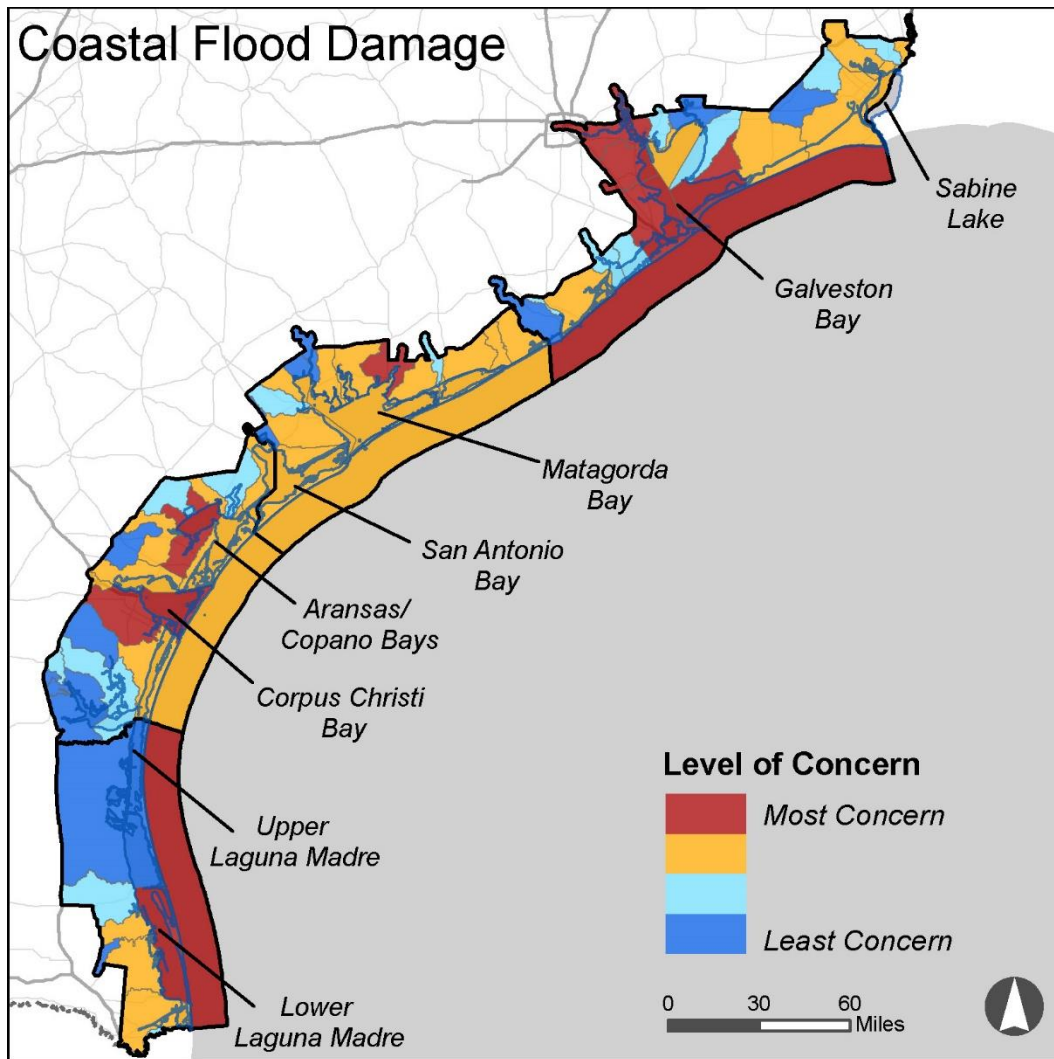 Coastal Flood Damage
Sabine
Lake
Galveston
Bay
Matagorda
Bay
San Antonio
Bay
Aransas/
Copano Bays
Corpus Christi
Bay
Upper
Laguna Madre
Lower
Laguna Madre
Level of Concern
Most Concern
Least Concern
0 30 60
Miles